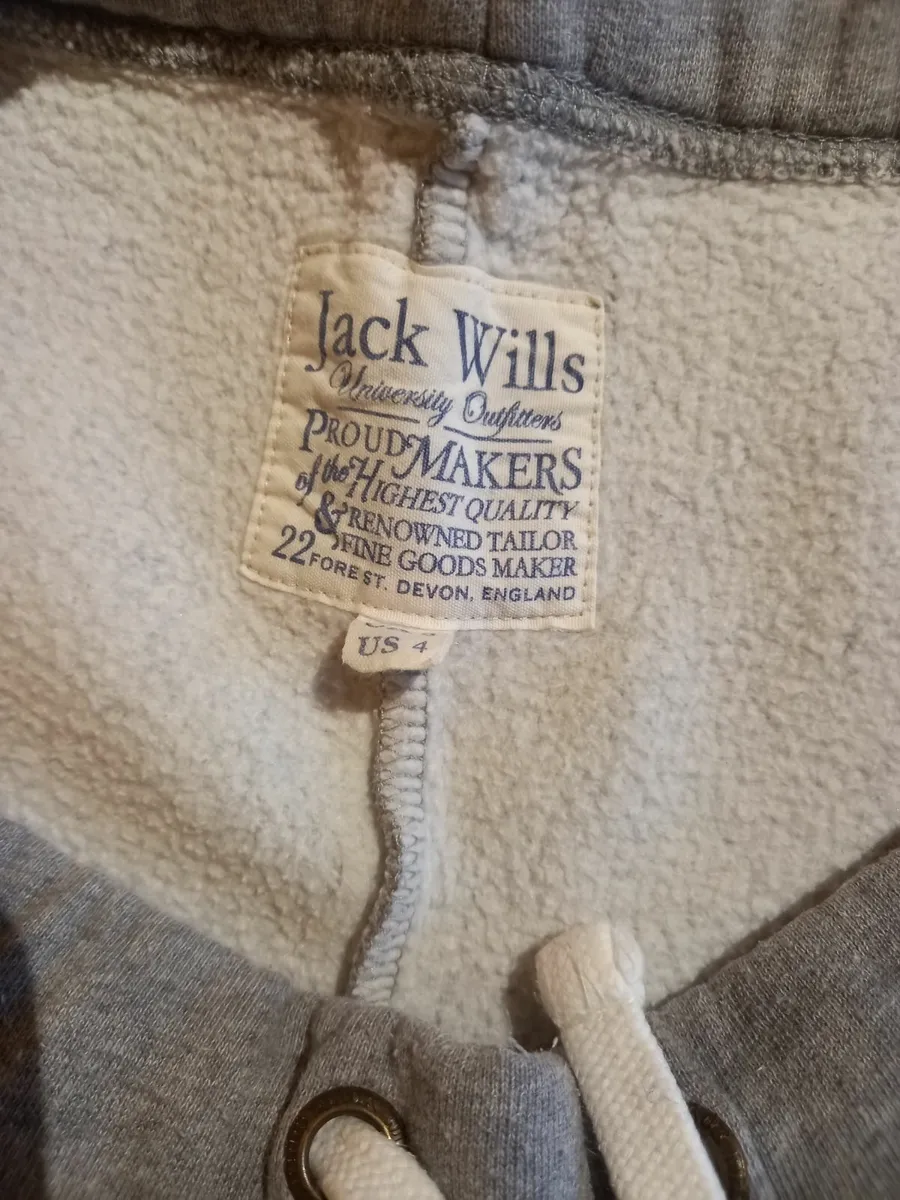 Jack Wills
University Outfitters
PROUD MAKERS
of the HIGHEST QUALITY
& RENOWNED TAILOR
FINE GOODS MAKER
22 FORE ST. DEVON, ENGLAND
US 4